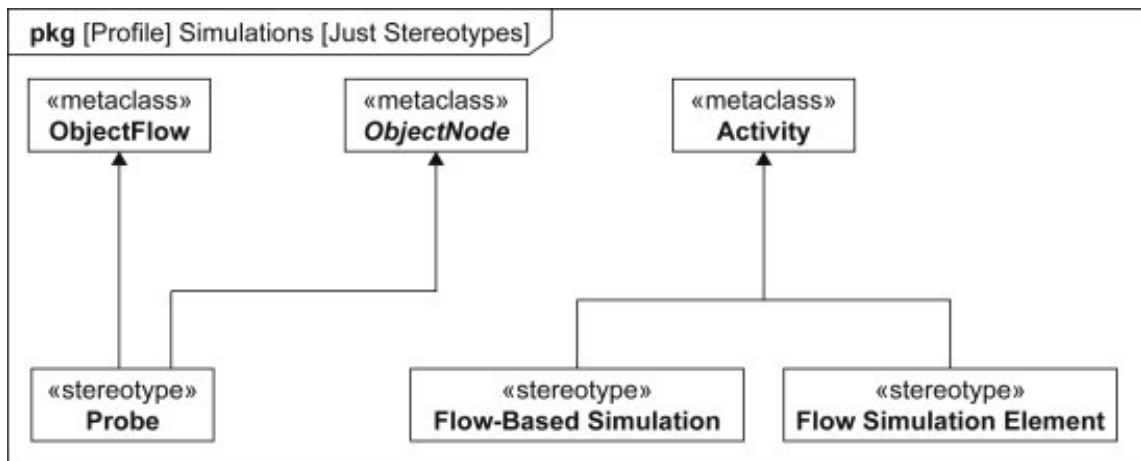 pkg [Profile] Simulations [Just Stereotypes]
«metaclass»
ObjectFlow
«metaclass»
ObjectNode
«metaclass»
Activity
«stereotype»
Probe
«stereotype»
Flow-Based Simulation
«stereotype»
Flow Simulation Element